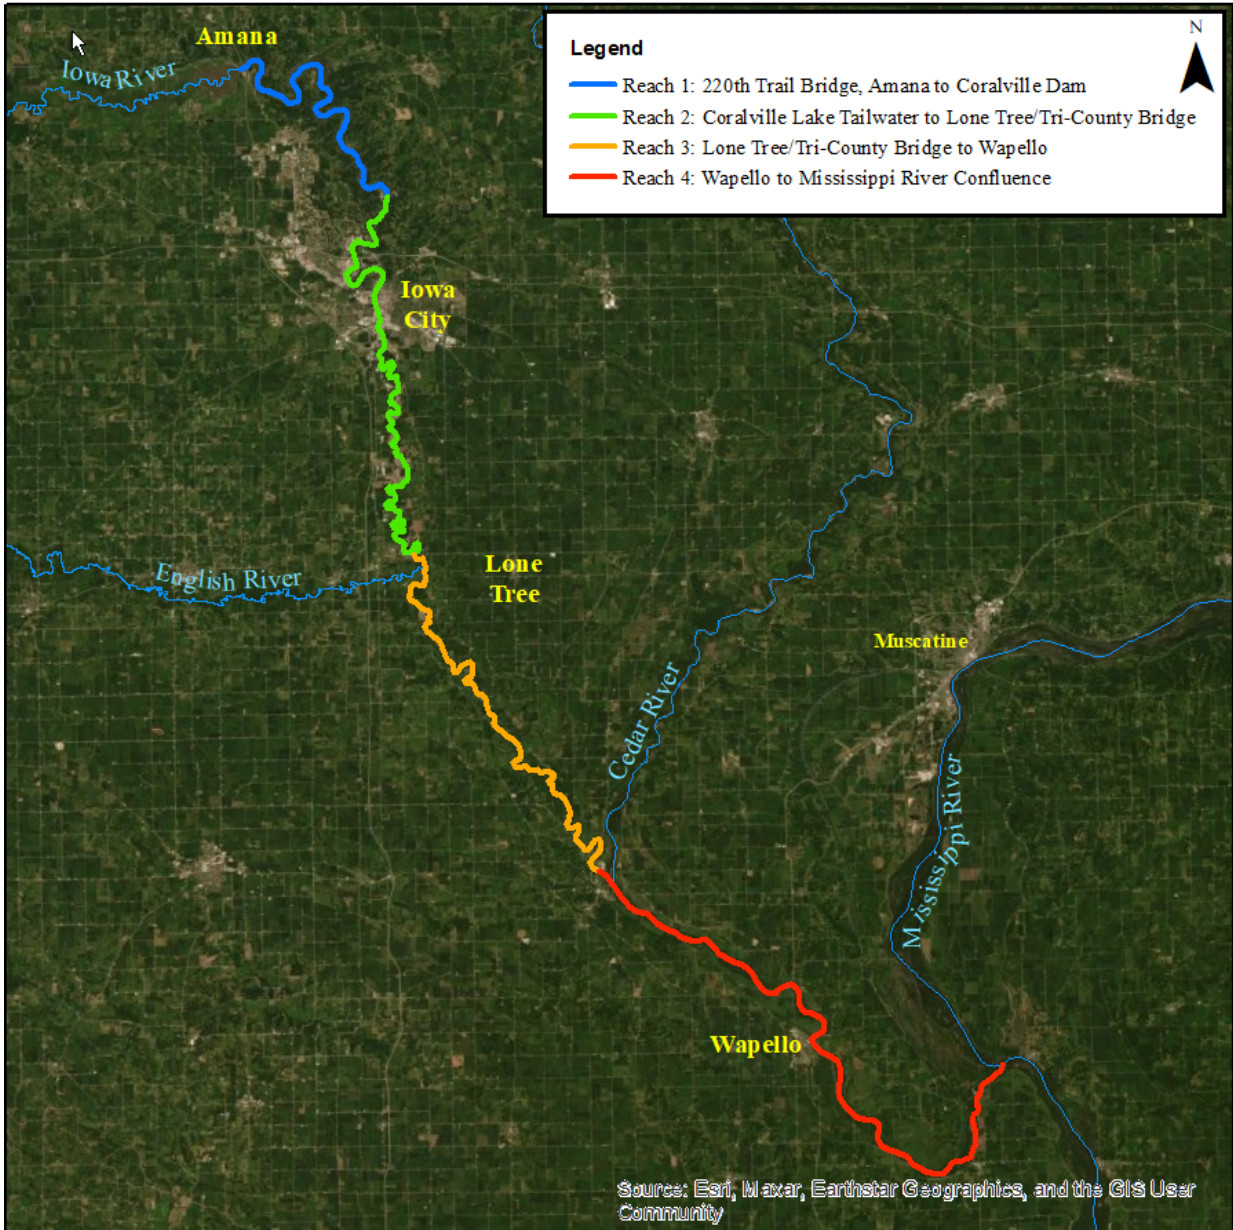 Amana
Iowa River
Legend
N
Reach 1: 220th Trail Bridge, Amana to Coralville Dam
Reach 2: Coralville Lake Tailwater to Lone Tree/Tri-County Bridge
Reach 3: Lone Tree/Tri-County Bridge to Wapello
Reach 4: Wapello to Mississippi River Confluence
Iowa
City
English River
Lone
Tree
Muscatine
Cedar River
Mississippi River
Wapello
Source: Esri, Maxar, Earthstar Geographics, and the GIS User
Community